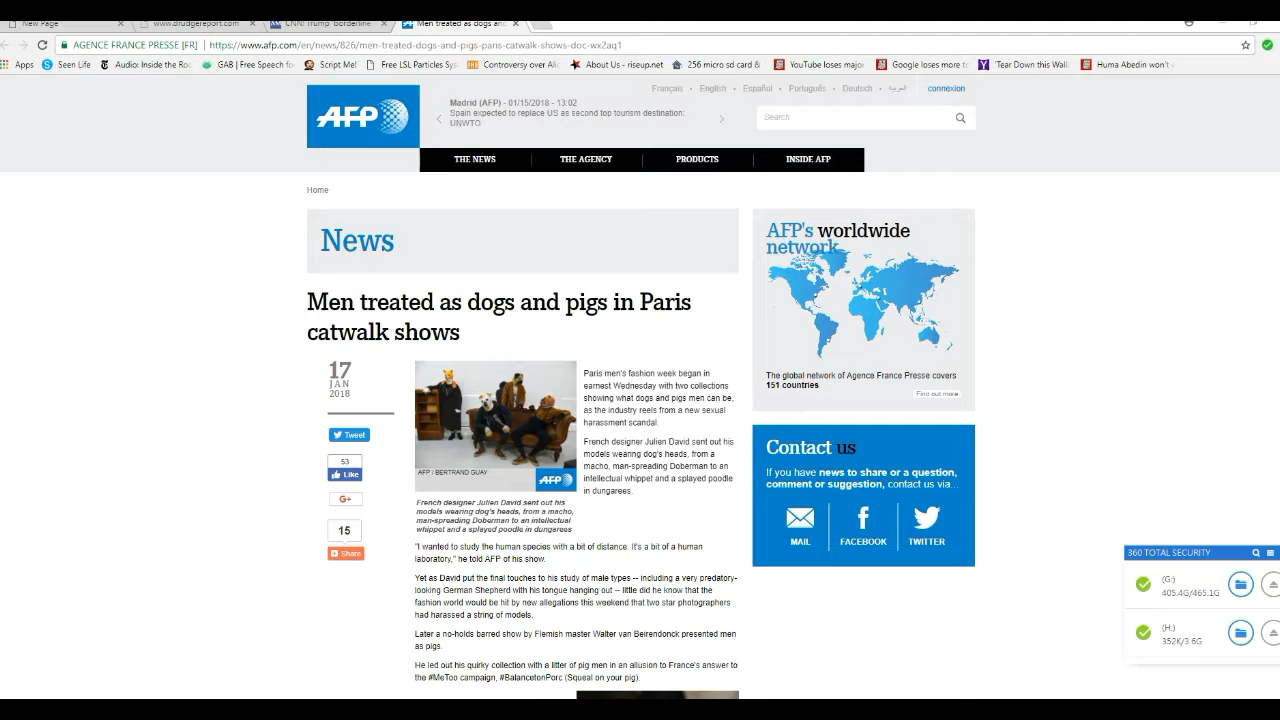 New Page
www.drudgereport.com
CNN: Trump 'borderline
Men treated as dogs and
AGENCE FRANCE PRESSE [FR]
https://www.afp.com/en/news/826/men-treated-dogs-and-pigs-paris-catwalk-shows-doc-wx2aq1
Apps
Seen Life
Audio: Inside the Ro
GAB | Free Speech fo
Script Me!
Free LSL Particles Sys
Controversy over Ali
About Us - riseup.net
256 micro sd card &
YouTube loses major
Google loses more t
'Tear Down this Wall
Huma Abedin won't
Français
English
Español
Português
Deutsch
العربية
connexion
AFP
Madrid (AFP) - 01/15/2018 - 13:02
Spain expected to replace US as second top tourism destination:
UNWTO
Search
THE NEWS
THE AGENCY
PRODUCTS
INSIDE AFP
Home
News
Men treated as dogs and pigs in Paris
catwalk shows
17
JAN
2018
Tweet
53
Like
G+
15
Share
AFP / BERTRAND GUAY
AFP
French designer Julien David sent out his
models wearing dog's heads, from a macho,
man-spreading Doberman to an intellectual
whippet and a splayed poodle in dungarees
Paris men's fashion week began in
earnest Wednesday with two collections
showing what dogs and pigs men can be,
as the industry reels from a new sexual
harassment scandal.
French designer Julien David sent out his
models wearing dog's heads, from a
macho, man-spreading Doberman to an
intellectual whippet and a splayed poodle
in dungarees.
"I wanted to study the human species with a bit of distance. It's a bit of a human
laboratory," he told AFP of his show.
Yet as David put the final touches to his study of male types -- including a very predatory-
looking German Shepherd with his tongue hanging out -- little did he know that the
fashion world would be hit by new allegations this weekend that two star photographers
had harassed a string of models.
Later a no-holds barred show by Flemish master Walter van Beirendonck presented men
as pigs.
He led out his quirky collection with a litter of pig men in an allusion to France's answer to
the #MeToo campaign, #BalancetonPorc (Squeal on your pig).
AFP's worldwide
network
The global network of Agence France Presse covers
151 countries
Find out more
Contact us
If you have news to share or a question,
comment or suggestion, contact us via...
MAIL
FACEBOOK
TWITTER
360 TOTAL SECURITY
(G:)
405.4G/465.1G
(H:)
352K/3.6G